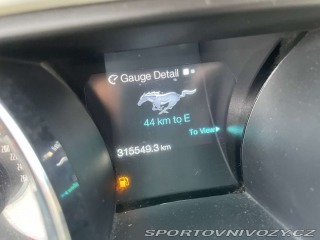 Gauge Detail
44 km to E
To View
315549.3 km
SPORTOVNIVOZY.CZ